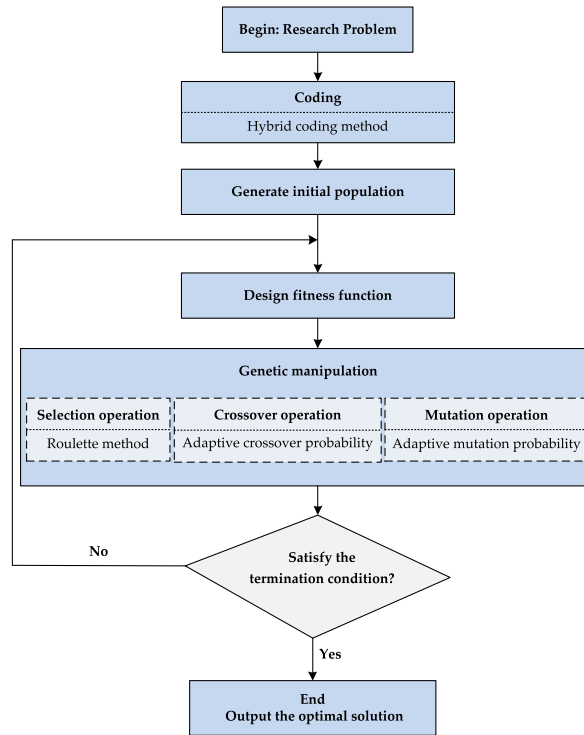 Begin: Research Problem
Coding
Hybrid coding method
Generate initial population
Design fitness function
Genetic manipulation
Selection operation
Roulette method
Crossover operation
Adaptive crossover probability
Mutation operation
Adaptive mutation probability
Satisfy the
termination condition?
No
Yes
End
Output the optimal solution